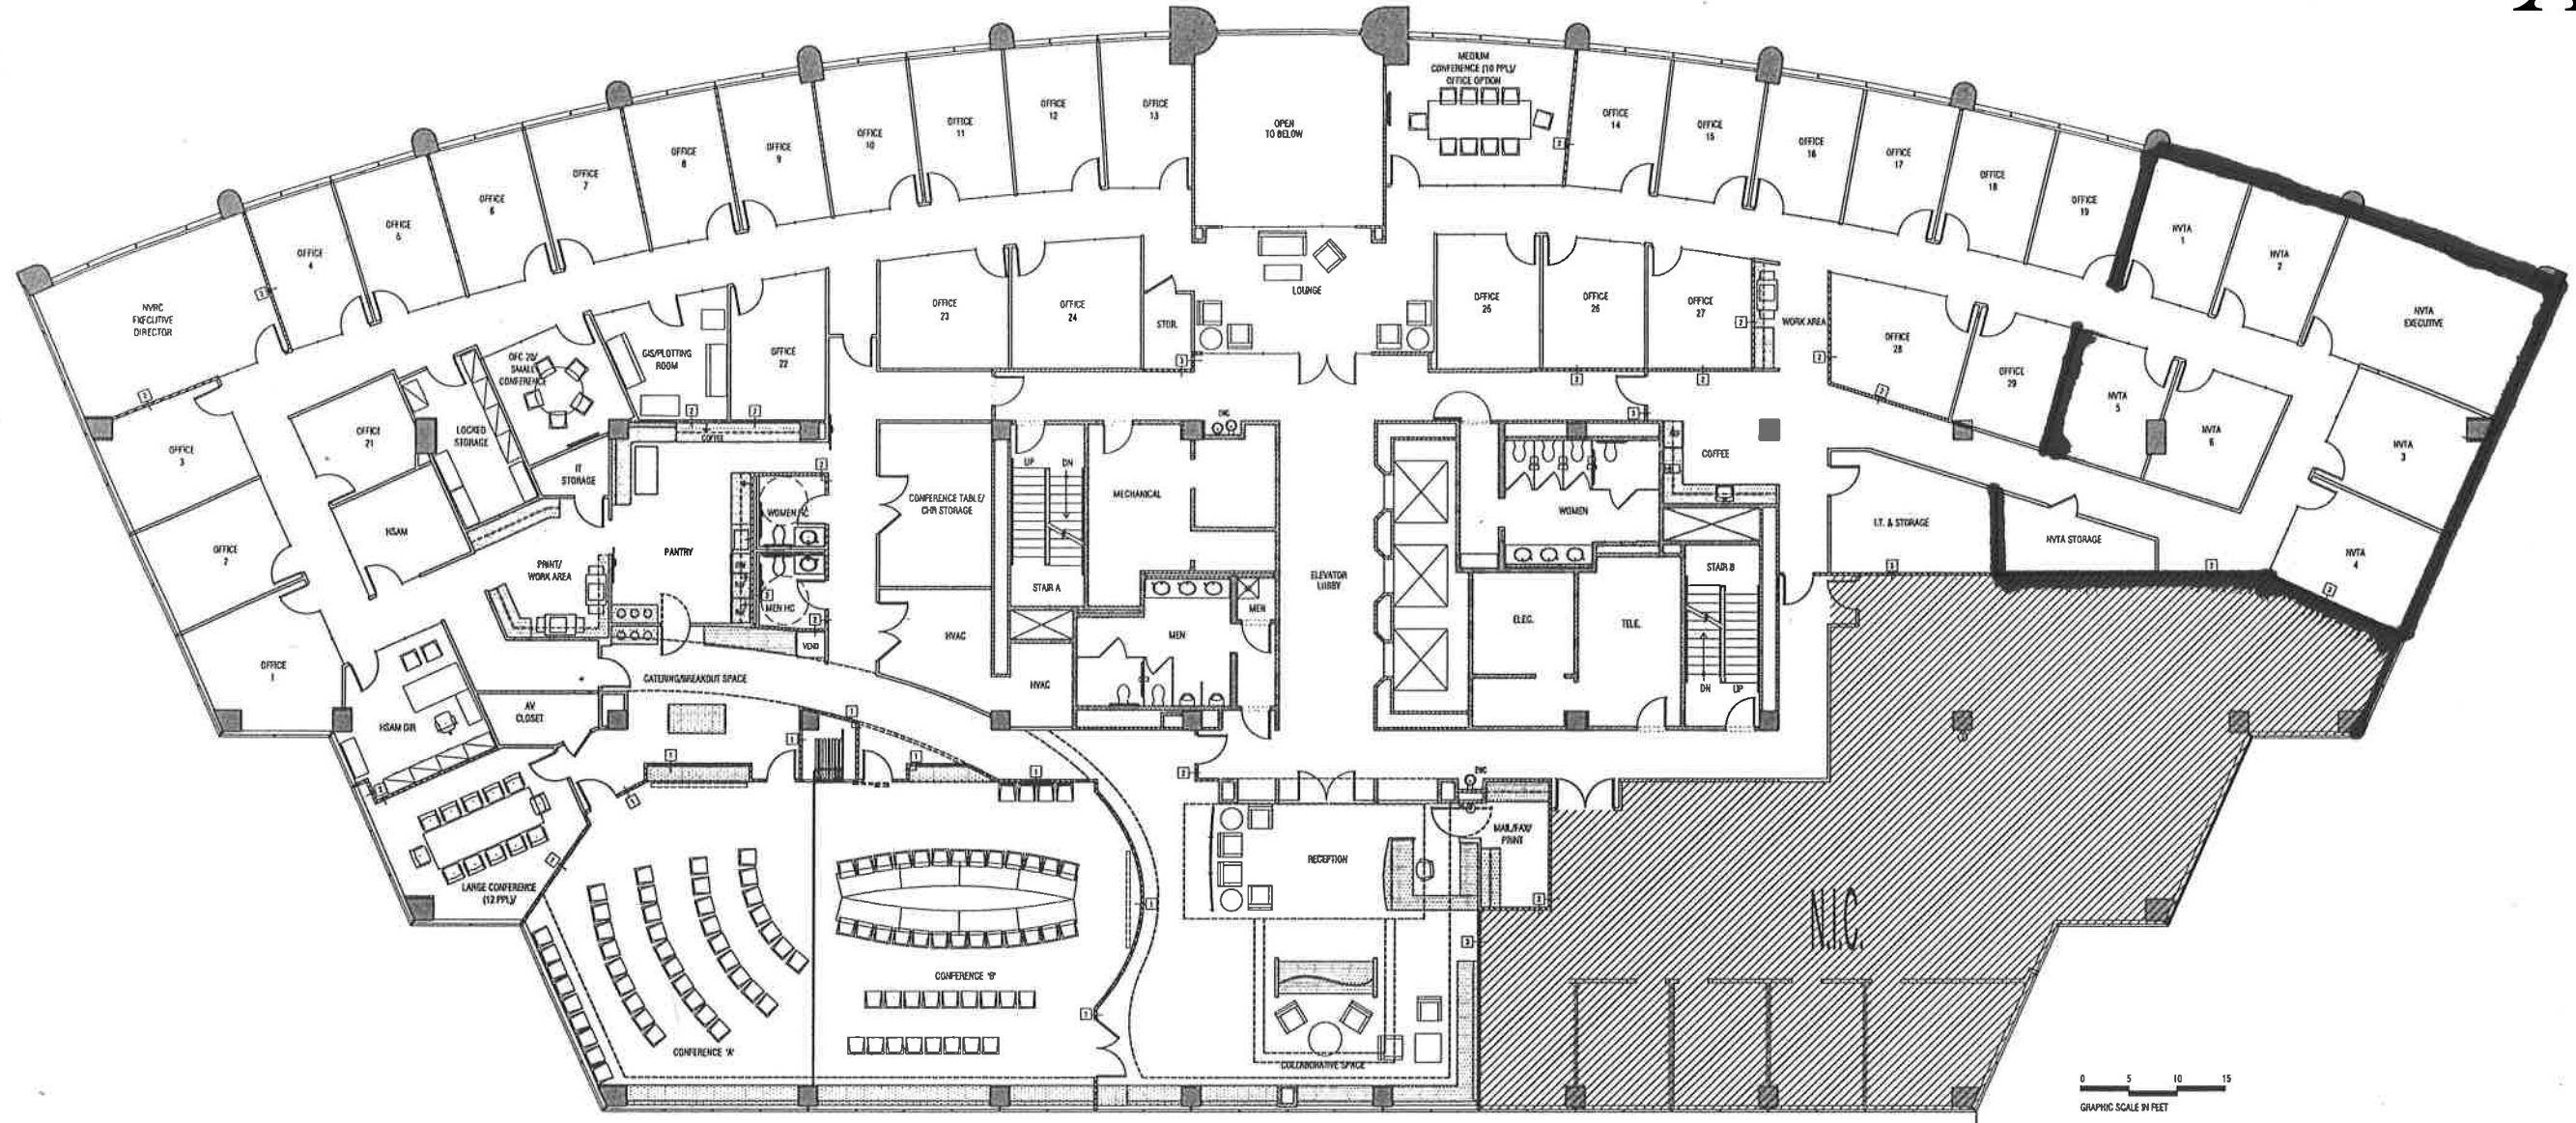 MEDIUM
CONFERENCE (10 PPL)/
OFFICE OPTION
OFFICE
13
OFFICE
12
OFFICE
11
OFFICE
10
OFFICE
9
OFFICE
8
OFFICE
7
OFFICE
6
OFFICE
5
OFFICE
4
OPEN
TO BELOW
OFFICE
14
OFFICE
15
OFFICE
16
OFFICE
17
OFFICE
18
OFFICE
19
NVTA
1
NVTA
2
NVTA
EXECUTIVE
NVRC
EXECUTIVE
DIRECTOR
OFC 20/
SMALL
CONFERENCE
GIS/PLOTTING
ROOM
OFFICE
22
OFFICE
23
OFFICE
24
STOR.
LOUNGE
OFFICE
25
OFFICE
26
OFFICE
27
WORK AREA
OFFICE
28
OFFICE
29
NVTA
5
NVTA
6
NVTA
3
NVTA
4
OFFICE
3
OFFICE
21
LOCKED
STORAGE
IT
STORAGE
COFFEE
OFFICE
2
HSAM
PRINT/
WORK AREA
PANTRY
WOMEN HC
MEN HC
VEND
CONFERENCE TABLE/
CHR STORAGE
HVAC
UP
DN
STAIR A
MECHANICAL
EWC
MEN
MEN
HVAC
ELEVATOR
LOBBY
WOMEN
COFFEE
STAIR B
ELEC.
TELE.
DN
UP
I.T. & STORAGE
NVTA STORAGE
OFFICE
1
HSAM DIR
AV
CLOSET
CATERING/BREAKOUT SPACE
LARGE CONFERENCE
(12 PPL)/
CONFERENCE 'A'
CONFERENCE 'B'
RECEPTION
EWC
MAIL/FAX/
PRINT
COLLABORATIVE SPACE
N.I.C.
0 5 10 15
GRAPHIC SCALE IN FEET